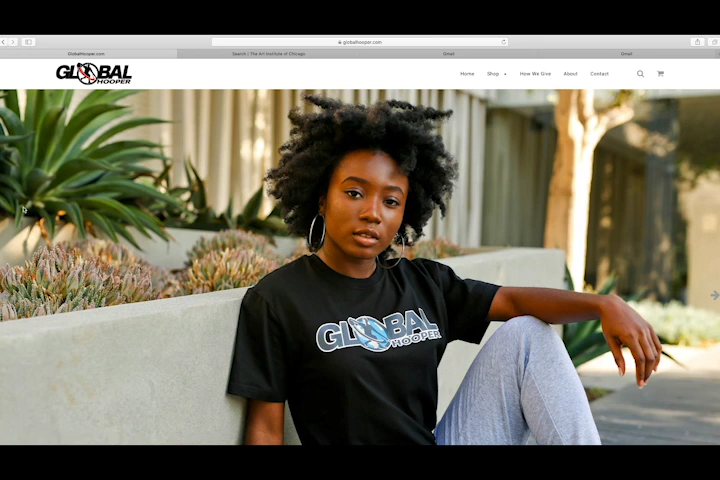 globalhooper.com
GlobalHooper.com
Search | The Art Institute of Chicago
Gmail
Gmail
GLOBAL
HOOPER
Home
Shop
How We Give
About
Contact
GLOBAL
HOOPER